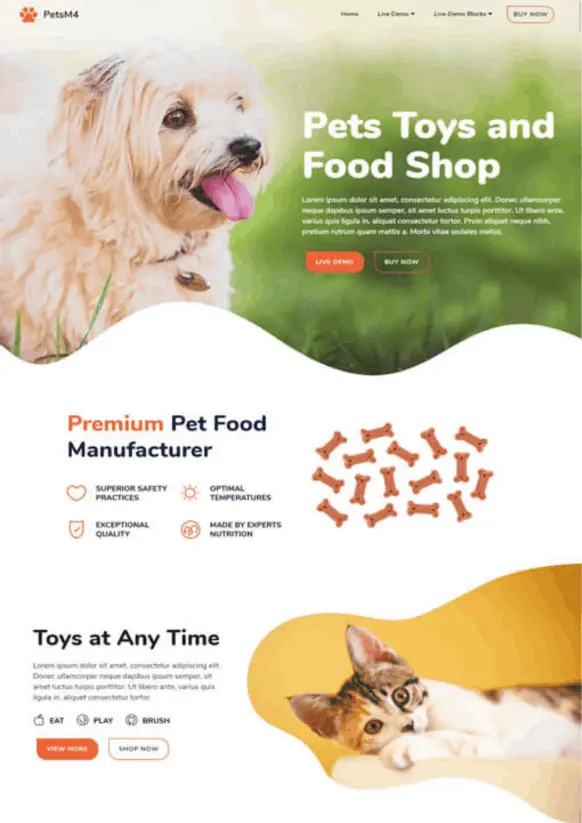 PetsM4
Home Live Demo Live Demo Blocks BUY NOW
Pets Toys and
Food Shop
Lorem ipsum dolor sit amet, consectetur adipiscing elit. Donec ullamcorper
neque dapibus ipsum semper, sit amet luctus turpis porttitor. Ut libero ante,
varius quis ligula in, aliquet consectetur tortor. Proin aliquet neque nibh,
pretium rutrum quam mattis a. Morbi vitae sodales metus.
LIVE DEMO BUY NOW
Premium Pet Food
Manufacturer
SUPERIOR SAFETY
PRACTICES
OPTIMAL
TEMPERATURES
EXCEPTIONAL
QUALITY
MADE BY EXPERTS
NUTRITION
Toys at Any Time
Lorem ipsum dolor sit amet, consectetur adipiscing elit.
Donec ullamcorper neque dapibus ipsum semper, sit
amet luctus turpis porttitor. Ut libero ante, varius quis
ligula in, aliquet consectetur tortor.
EAT PLAY BRUSH
VIEW MORE SHOP NOW